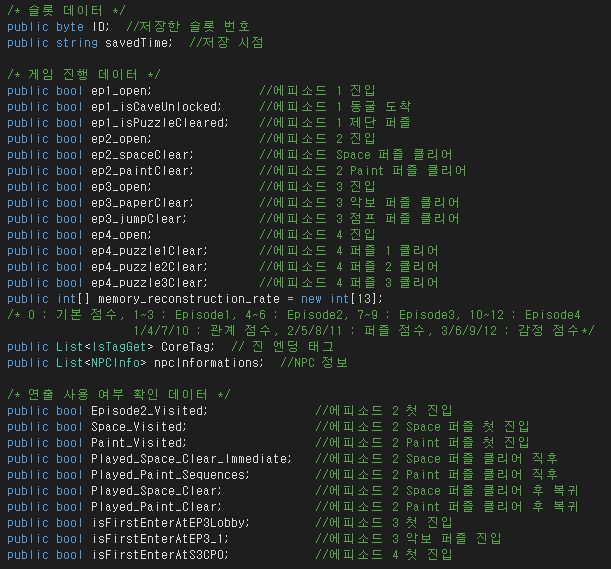 /* 슬롯 데이터 */
public byte ID;  //저장한 슬롯 번호
public string savedTime;  //저장 시점
/* 게임 진행 데이터 */
public bool ep1_open;  //에피소드 1 진입
public bool ep1_isCaveUnlocked;  //에피소드 1 동굴 도착
public bool ep1_isPuzzleCleared;  //에피소드 1 제단 퍼즐
public bool ep2_open;  //에피소드 2 진입
public bool ep2_spaceClear;  //에피소드 Space 퍼즐 클리어
public bool ep2_paintClear;  //에피소드 2 Paint 퍼즐 클리어
public bool ep3_open;  //에피소드 3 진입
public bool ep3_paperClear;  //에피소드 3 악보 퍼즐 클리어
public bool ep3_jumpClear;  //에피소드 3 점프 퍼즐 클리어
public bool ep4_open;  //에피소드 4 진입
public bool ep4_puzzle1Clear;  //에피소드 4 퍼즐 1 클리어
public bool ep4_puzzle2Clear;  //에피소드 4 퍼즐 2 클리어
public bool ep4_puzzle3Clear;  //에피소드 4 퍼즐 3 클리어
public int[] memory_reconstruction_rate = new int[13];
/* 0 : 기본 점수, 1~3 : Episode1, 4~6 : Episode2, 7~9 : Episode3, 10~12 : Episode4
1/4/7/10 : 관계 점수, 2/5/8/11 : 퍼즐 점수, 3/6/9/12 : 감정 점수*/
public List<IsTagGet> CoreTag;  // 진 엔딩 태그
public List<NPCInfo> npcInformations;  //NPC 정보
/* 연출 사용 여부 확인 데이터 */
public bool Episode2_Visited;  //에피소드 2 첫 진입
public bool Space_Visited;  //에피소드 2 Space 퍼즐 첫 진입
public bool Paint_Visited;  //에피소드 2 Paint 퍼즐 첫 진입
public bool Played_Space_Clear_Immediate;  //에피소드 2 Space 퍼즐 클리어 직후
public bool Played_Paint_Sequences;  //에피소드 2 Paint 퍼즐 클리어 직후
public bool Played_Space_Clear;  //에피소드 2 Space 퍼즐 클리어 후 복귀
public bool Played_Paint_Clear;  //에피소드 2 Paint 퍼즐 클리어 후 복귀
public bool isFirstEnterAtEP3Lobby;  //에피소드 3 첫 진입
public bool isFirstEnterAtEP3_1;  //에피소드 3 악보 퍼즐 진입
public bool isFirstEnterAtS3CP0;  //에피소드 4 첫 진입